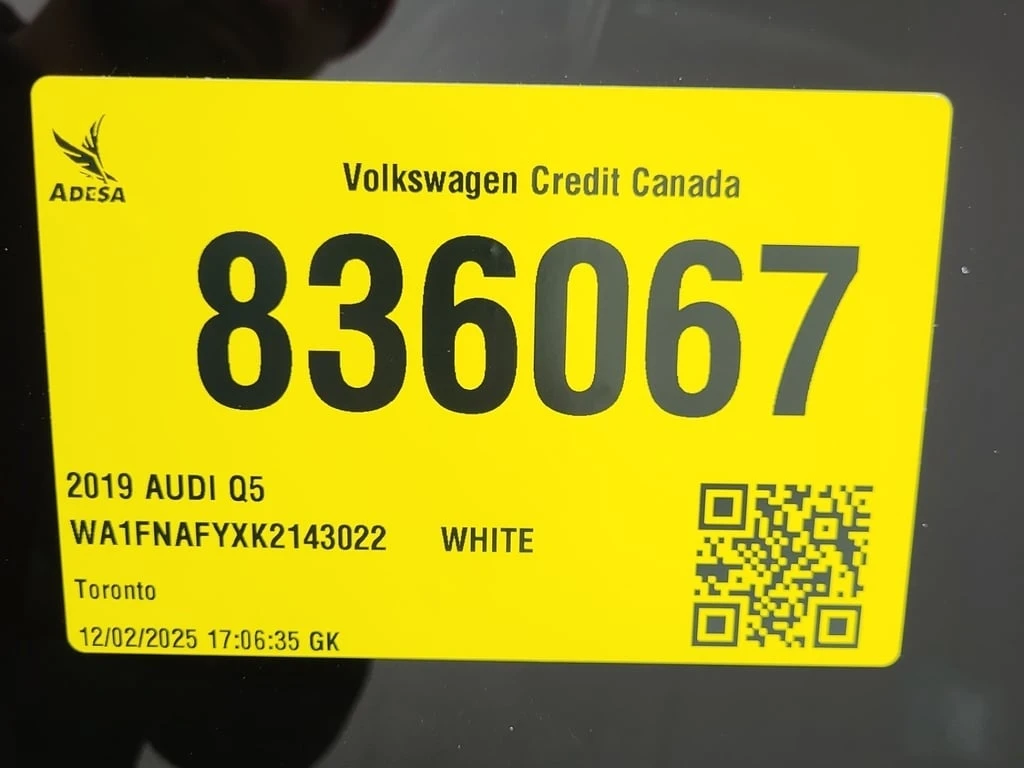 ADESA
Volkswagen Credit Canada
836067
2019 AUDI Q5
WA1FNAFYXK2143022 WHITE
Toronto
12/02/2025 17:06:35 GK